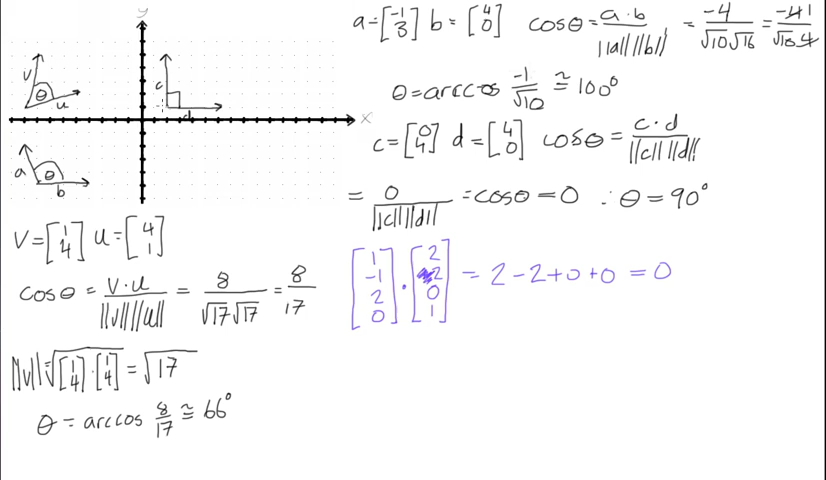 y
x
v
θ
u
c
d
a
θ
b
V = [1 4] u = [4 1]
cosθ = V·u / ||v|| ||u|| = 8 / √17 √17 = 8 / 17
||v|| = √[1 4]·[1 4] = √17
θ = arccos 8/17 ≅ 66°
a = [-1 3] b = [4 0] cosθ = a·b / ||a|| ||b|| = -4 / √10 √16 = -4 1 / √10 4
θ = arccos -1/√10 ≅ 100°
c = [0 4] d = [4 0] cosθ = c·d / ||c|| ||d||
= 0 / ||c|| ||d|| = cosθ = 0 ∴ θ = 90°
[1 -1 2 0] · [2 2 0 1] = 2 - 2 + 0 + 0 = 0